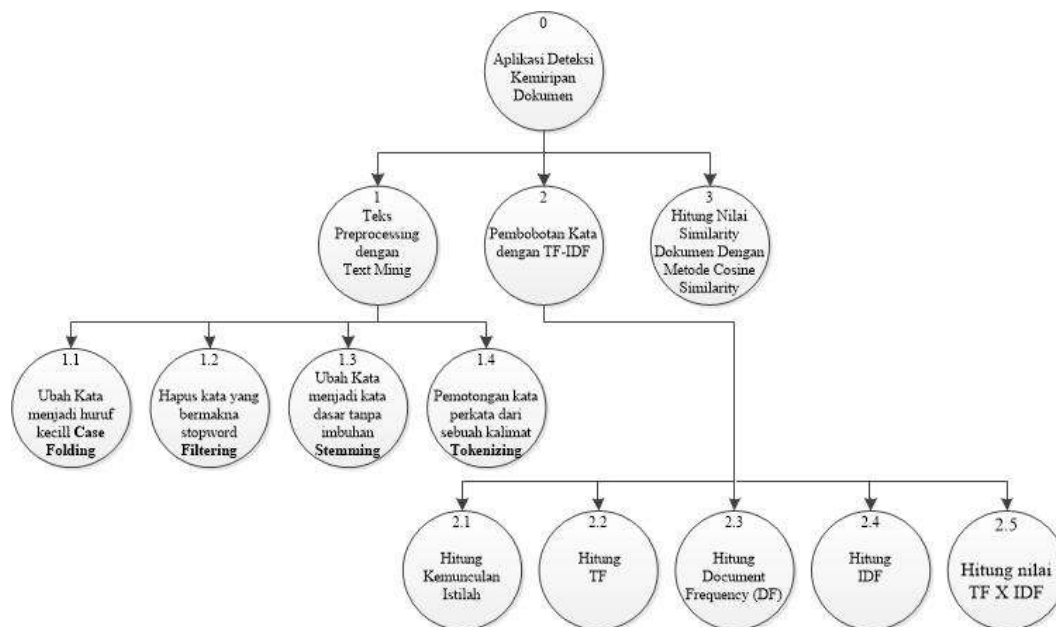 0
Aplikasi Deteksi
Kemiripan
Dokumen
1
Teks
Preprocessing
dengan
Text Minig
2
Pembobotan Kata
dengan TF-IDF
3
Hitung Nilai
Similarity
Dokumen Dengan
Metode Cosine
Similarity
1.1
Ubah Kata
menjadi huruf
kecill Case
Folding
1.2
Hapus kata yang
bermakna
stopword
Filtering
1.3
Ubah Kata
menjadi kata
dasar tanpa
imbuhan
Stemming
1.4
Pemotongan kata
perkata dari
sebuah kalimat
Tokenizing
2.1
Hitung
Kemunculan
Istilah
2.2
Hitung
TF
2.3
Hitung
Document
Frequency (DF)
2.4
Hitung
IDF
2.5
Hitung nilai
TF X IDF